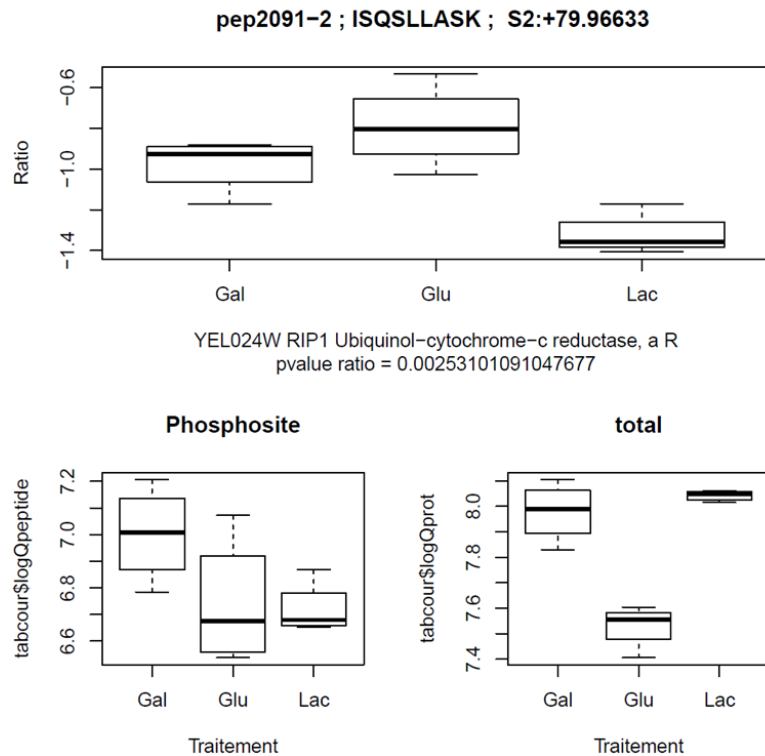 pep2091−2 ; ISQSLLASK ;  S2:+79.96633
Ratio
−0.6
−1.0
−1.4
Gal Glu Lac
YEL024W RIP1 Ubiquinol−cytochrome−c reductase, a R
pvalue ratio = 0.00253101091047677
Phosphosite
tabcour$logQpeptide
7.2
7.0
6.8
6.6
Gal Glu Lac
Traitement
total
tabcour$logQprot
8.0
7.8
7.6
7.4
Gal Glu Lac
Traitement